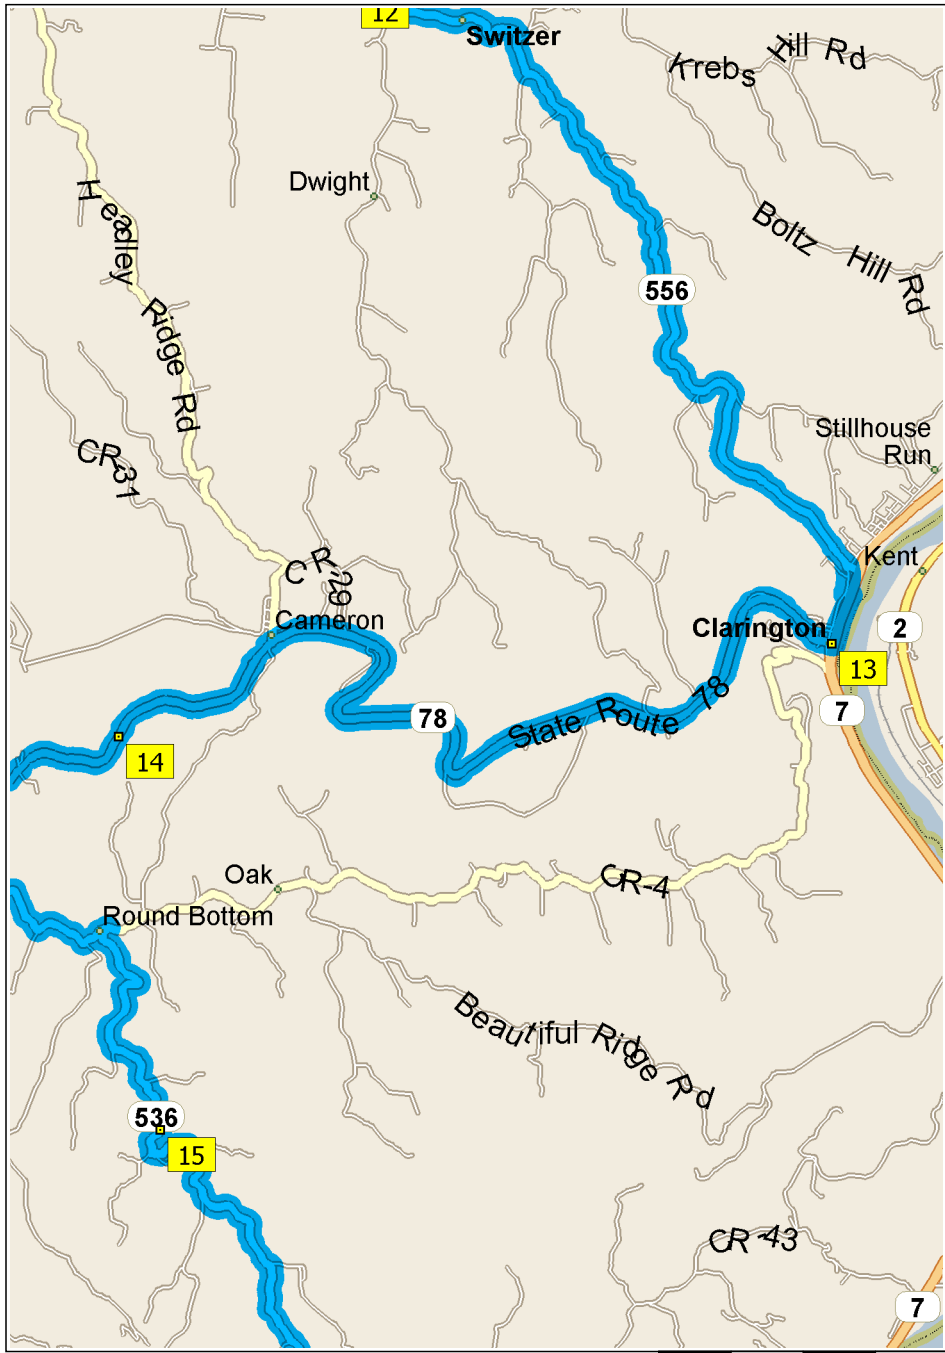 12
Switzer
Krebs Hill Rd
Dwight
Headley Ridge Rd
Boltz Hill Rd
556
Stillhouse
Run
CR-31
CR-29
Kent
Cameron
Clarington
2
13
State Route 78
7
78
14
Oak
CR-4
Round Bottom
Beautiful Ridge Rd
536
15
CR-43
7